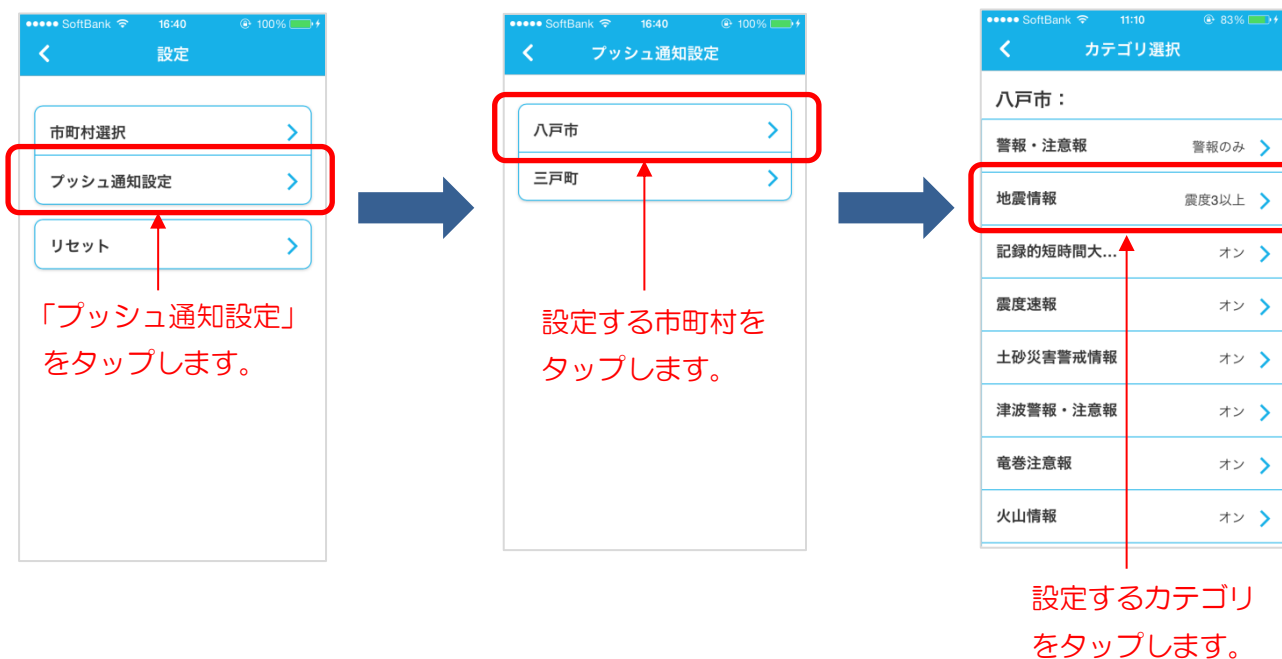 ●●●●● SoftBank 16:40 100%
設定
市町村選択
プッシュ通知設定
リセット
「プッシュ通知設定」
をタップします。
●●●●● SoftBank 16:40 100%
プッシュ通知設定
八戸市
三戸町
設定する市町村を
タップします。
●●●●● SoftBank 11:10 83%
カテゴリ選択
八戸市：
警報・注意報 警報のみ
地震情報 震度3以上
記録的短時間大... オン
震度速報 オン
土砂災害警戒情報 オン
津波警報・注意報 オン
竜巻注意報 オン
火山情報 オン
設定するカテゴリ
をタップします。